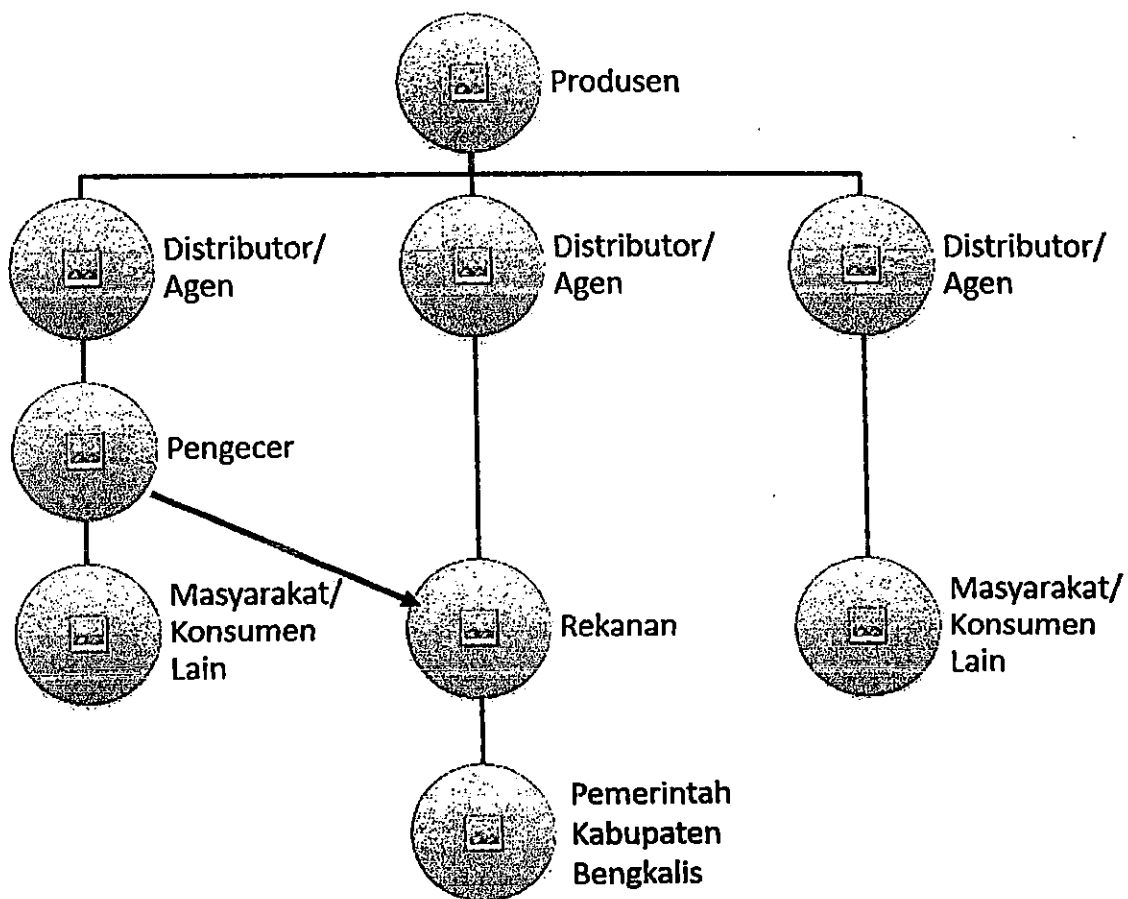 Produsen
Distributor/
Agen
Distributor/
Agen
Distributor/
Agen
Pengecer
Masyarakat/
Konsumen
Lain
Rekanan
Masyarakat/
Konsumen
Lain
Pemerintah
Kabupaten
Bengkalis